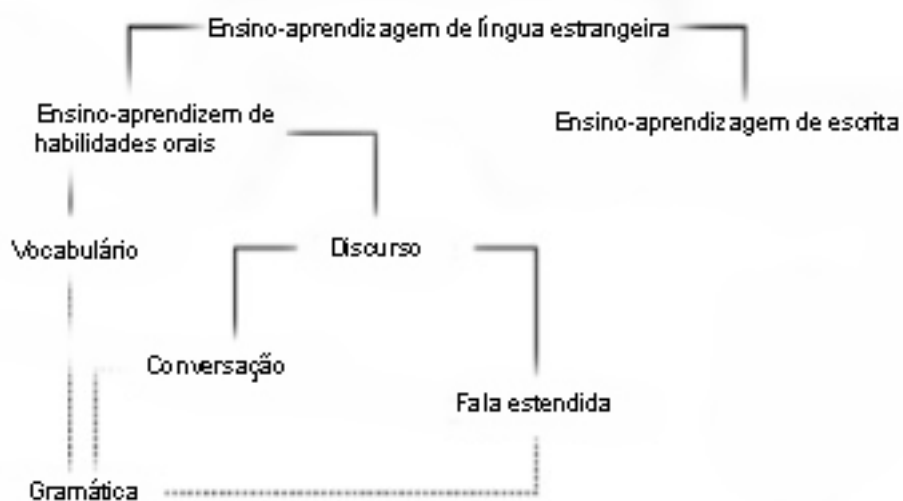 Ensino-aprendizagem de língua estrangeira
Ensino-aprendizem de
habilidades orais
Ensino-aprendizagem de escrita
Vocabulário
Discurso
Conversação
Fala estendida
Gramática